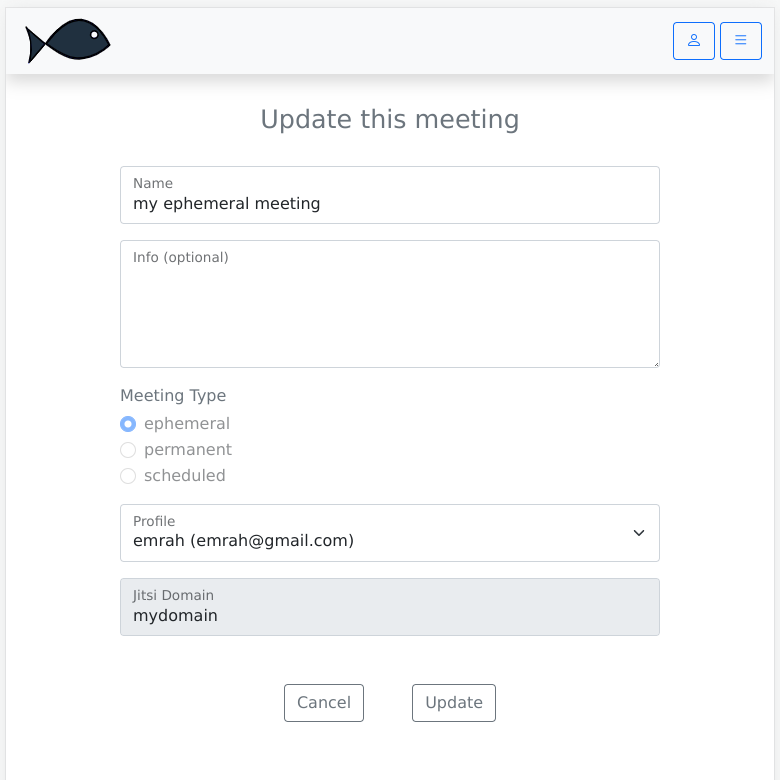 Update this meeting
Name
my ephemeral meeting
Info (optional)
Meeting Type
ephemeral
permanent
scheduled
Profile
emrah (emrah@gmail.com)
Jitsi Domain
mydomain
Cancel Update